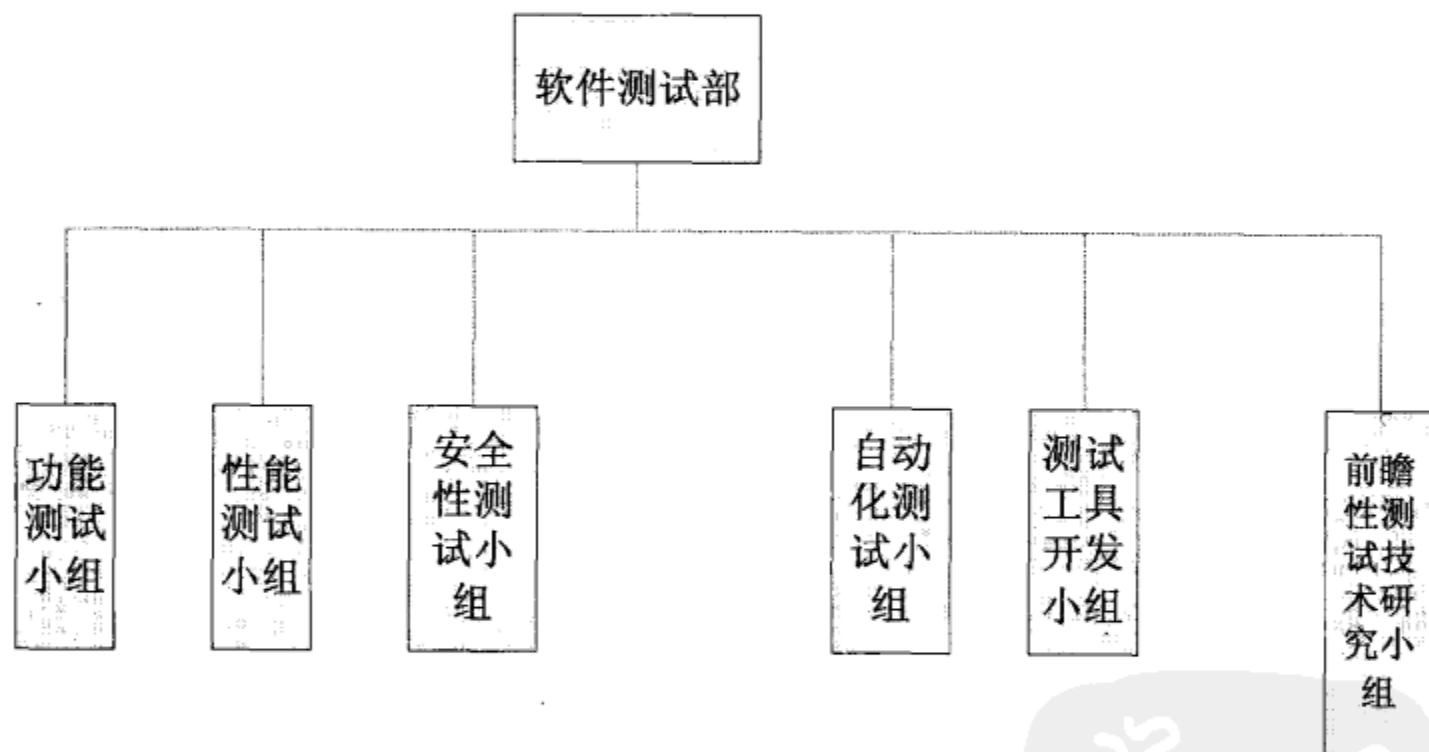 软件测试部
功能
测试
小组
性能
测试
小组
安全
性测
试小
组
自动
化测
试小
组
测试
工具
开发
小组
前瞻
性测
试技
术研
究小
组